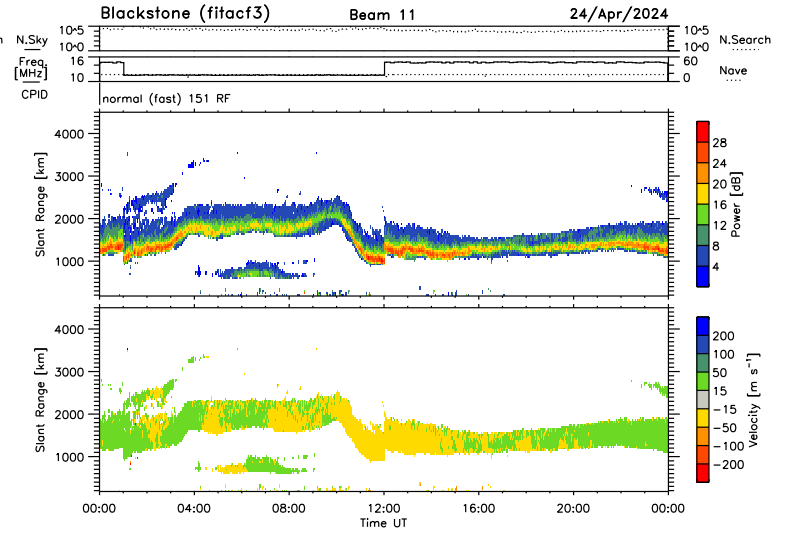 Blackstone (fitacf3) Beam 11 24/Apr/2024
n N.Sky 10^5 10^0 10^5 10^0 N.Search
Freq. [MHz] 16 10 60 0 Nave
CPID normal (fast) 151 RF
Slant Range [km]
4000
3000
2000
1000
28
24
20
16
12
8
4
Power [dB]
Slant Range [km]
4000
3000
2000
1000
200
100
50
15
−15
−50
−100
−200
Velocity [m s⁻¹]
00:00 04:00 08:00 12:00 16:00 20:00 00:00
Time UT